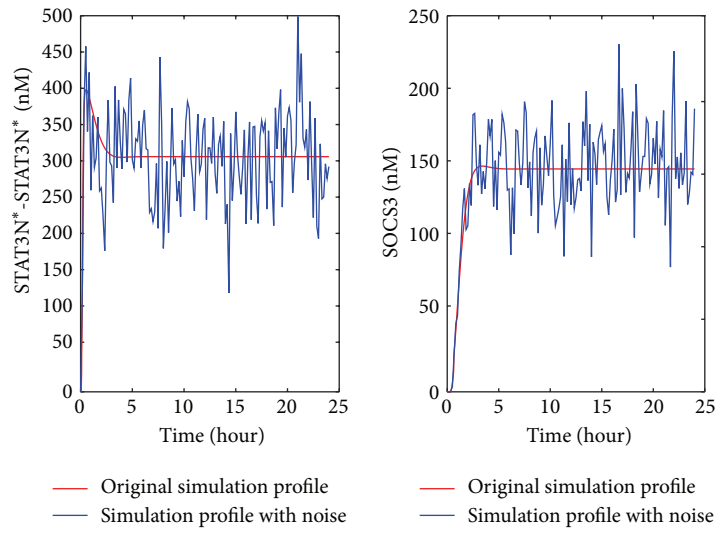 500
450
400
350
300
250
200
150
100
50
0
STAT3N*-STAT3N* (nM)
0 5 10 15 20 25
Time (hour)
250
200
150
100
50
0
SOCS3 (nM)
0 5 10 15 20 25
Time (hour)
Original simulation profile
Simulation profile with noise
Original simulation profile
Simulation profile with noise